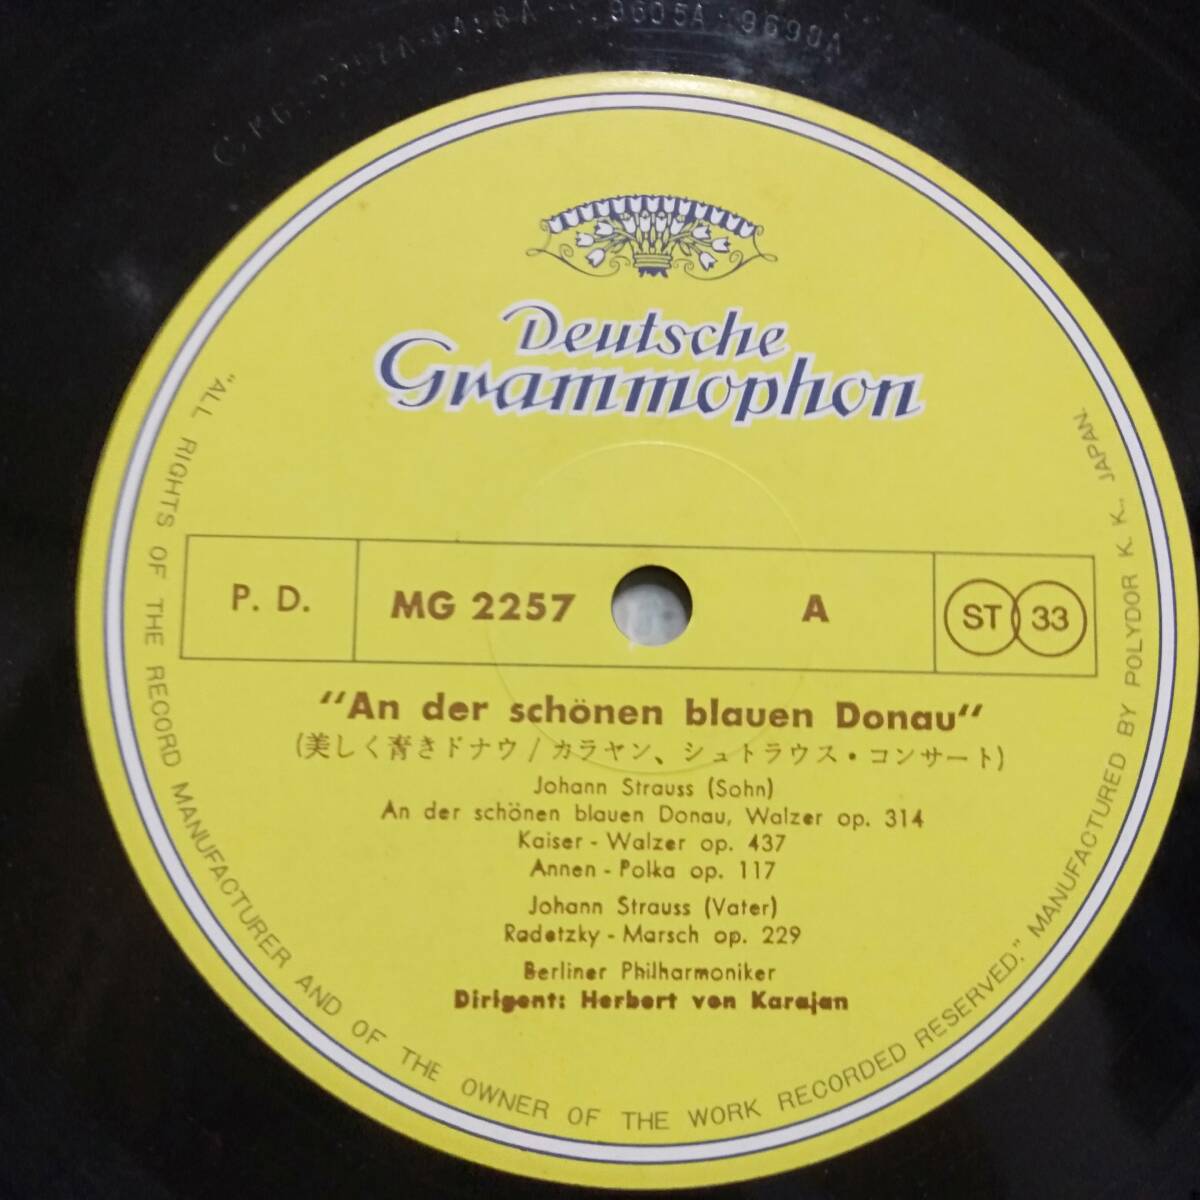 9605A 9690A
Deutsche
Grammophon
P. D.
MG 2257
A
ST 33
“An der schönen blauen Donau“
(美しく青きドナウ / カラヤン、シュトラウス・コンサート)
Johann Strauss (Sohn)
An der schönen blauen Donau, Walzer op. 314
Kaiser - Walzer op. 437
Annen - Polka op. 117
Johann Strauss (Vater)
Radetzky - Marsch op. 229
Berliner Philharmoniker
Dirigent: Herbert von Karajan
"ALL RIGHTS OF THE RECORD MANUFACTURER AND OF THE OWNER OF THE WORK RECORDED RESERVED." MANUFACTURED BY POLYDOR K. K., JAPAN.